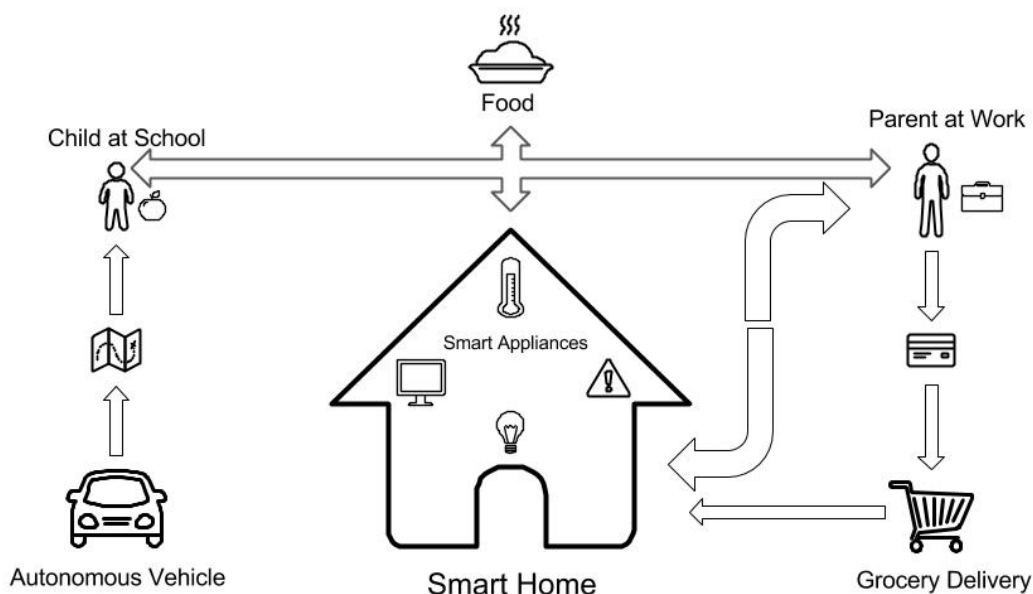 Food
Child at School
Parent at Work
Smart Appliances
Autonomous Vehicle
Smart Home
Grocery Delivery